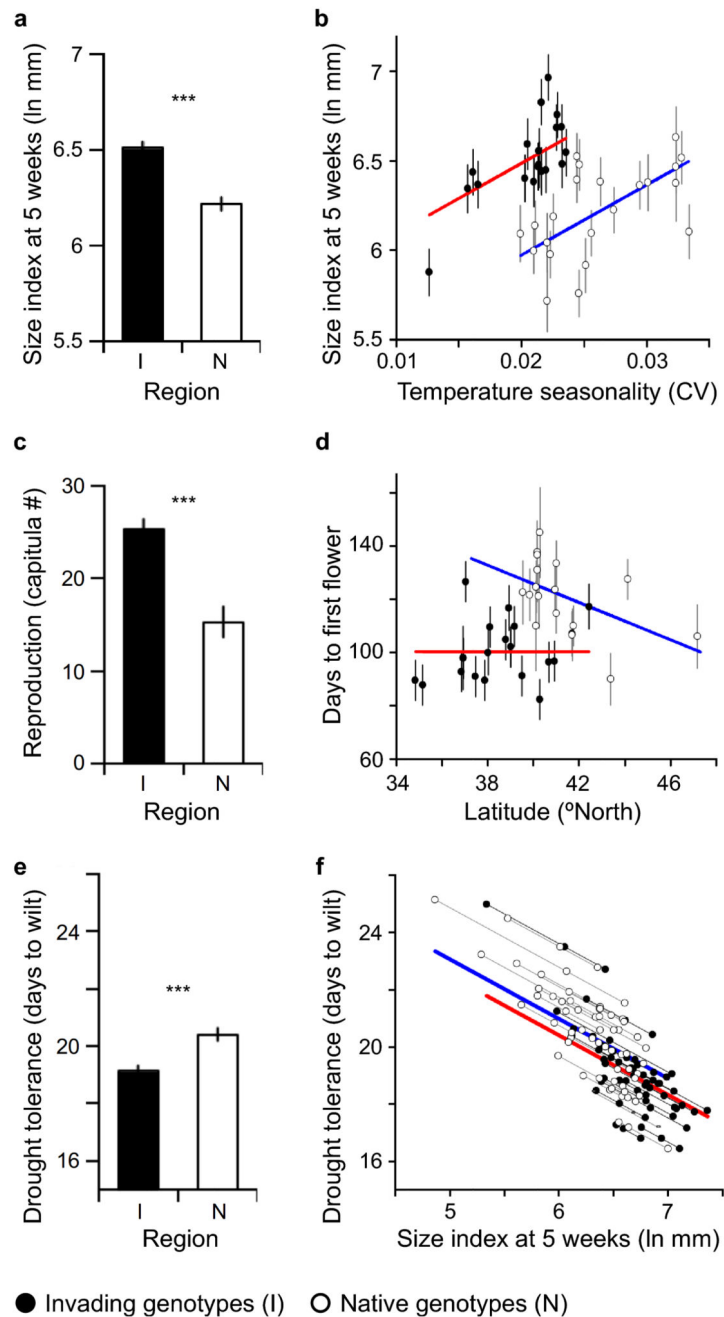 a
Size index at 5 weeks (ln mm)
7
6.5
6
5.5
***
I N
Region
b
Size index at 5 weeks (ln mm)
7
6.5
6
5.5
0.01 0.02 0.03
Temperature seasonality (CV)
c
Reproduction (capitula #)
30
20
10
0
***
I N
Region
d
Days to first flower
140
100
60
34 38 42 46
Latitude (ºNorth)
e
Drought tolerance (days to wilt)
24
20
16
***
I N
Region
f
Drought tolerance (days to wilt)
24
20
16
5 6 7
Size index at 5 weeks (ln mm)
Invading genotypes (I) Native genotypes (N)